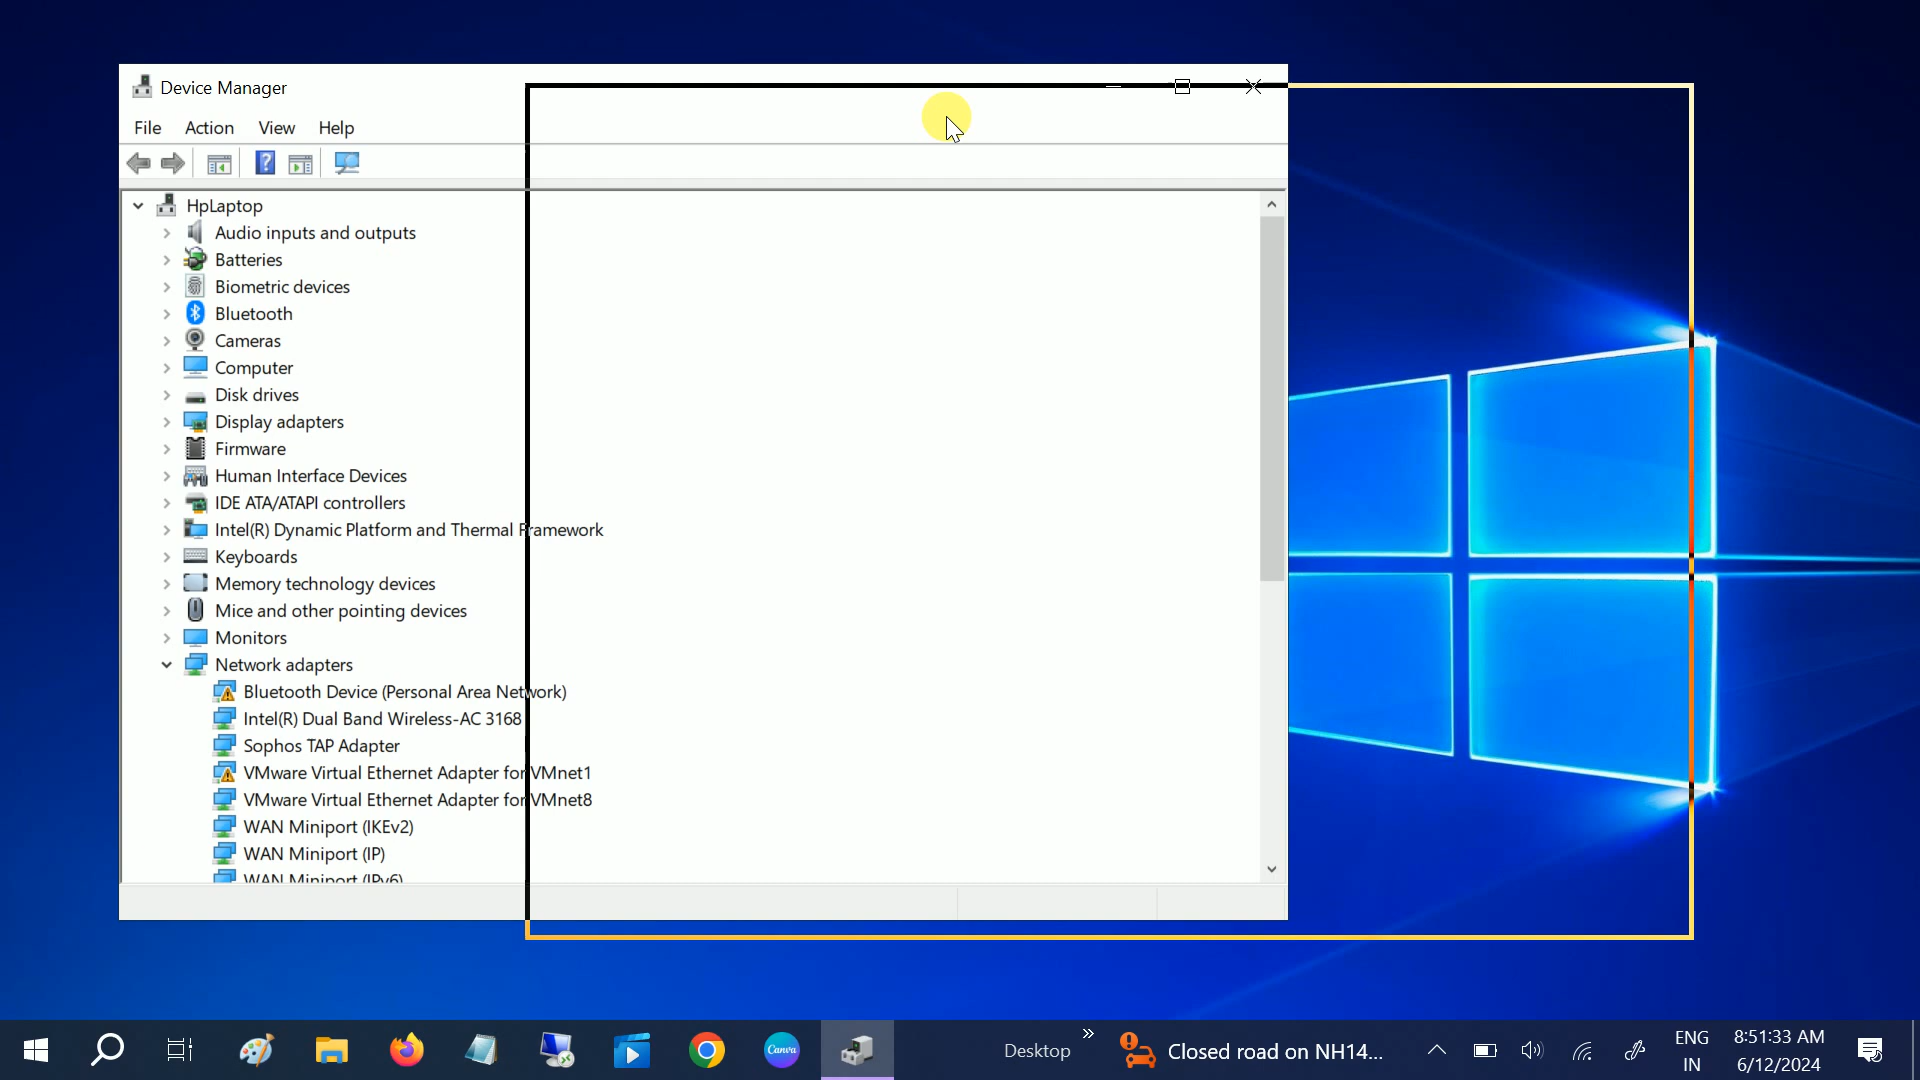 Device Manager
File Action View Help
HpLaptop
Audio inputs and outputs
Batteries
Biometric devices
Bluetooth
Cameras
Computer
Disk drives
Display adapters
Firmware
Human Interface Devices
IDE ATA/ATAPI controllers
Intel(R) Dynamic Platform and Thermal Framework
Keyboards
Memory technology devices
Mice and other pointing devices
Monitors
Network adapters
Bluetooth Device (Personal Area Network)
Intel(R) Dual Band Wireless-AC 3168
Sophos TAP Adapter
VMware Virtual Ethernet Adapter for VMnet1
VMware Virtual Ethernet Adapter for VMnet8
WAN Miniport (IKEv2)
WAN Miniport (IP)
WAN Miniport (IPv6)
Canva
Desktop
Closed road on NH14...
ENG
IN
8:51:33 AM
6/12/2024